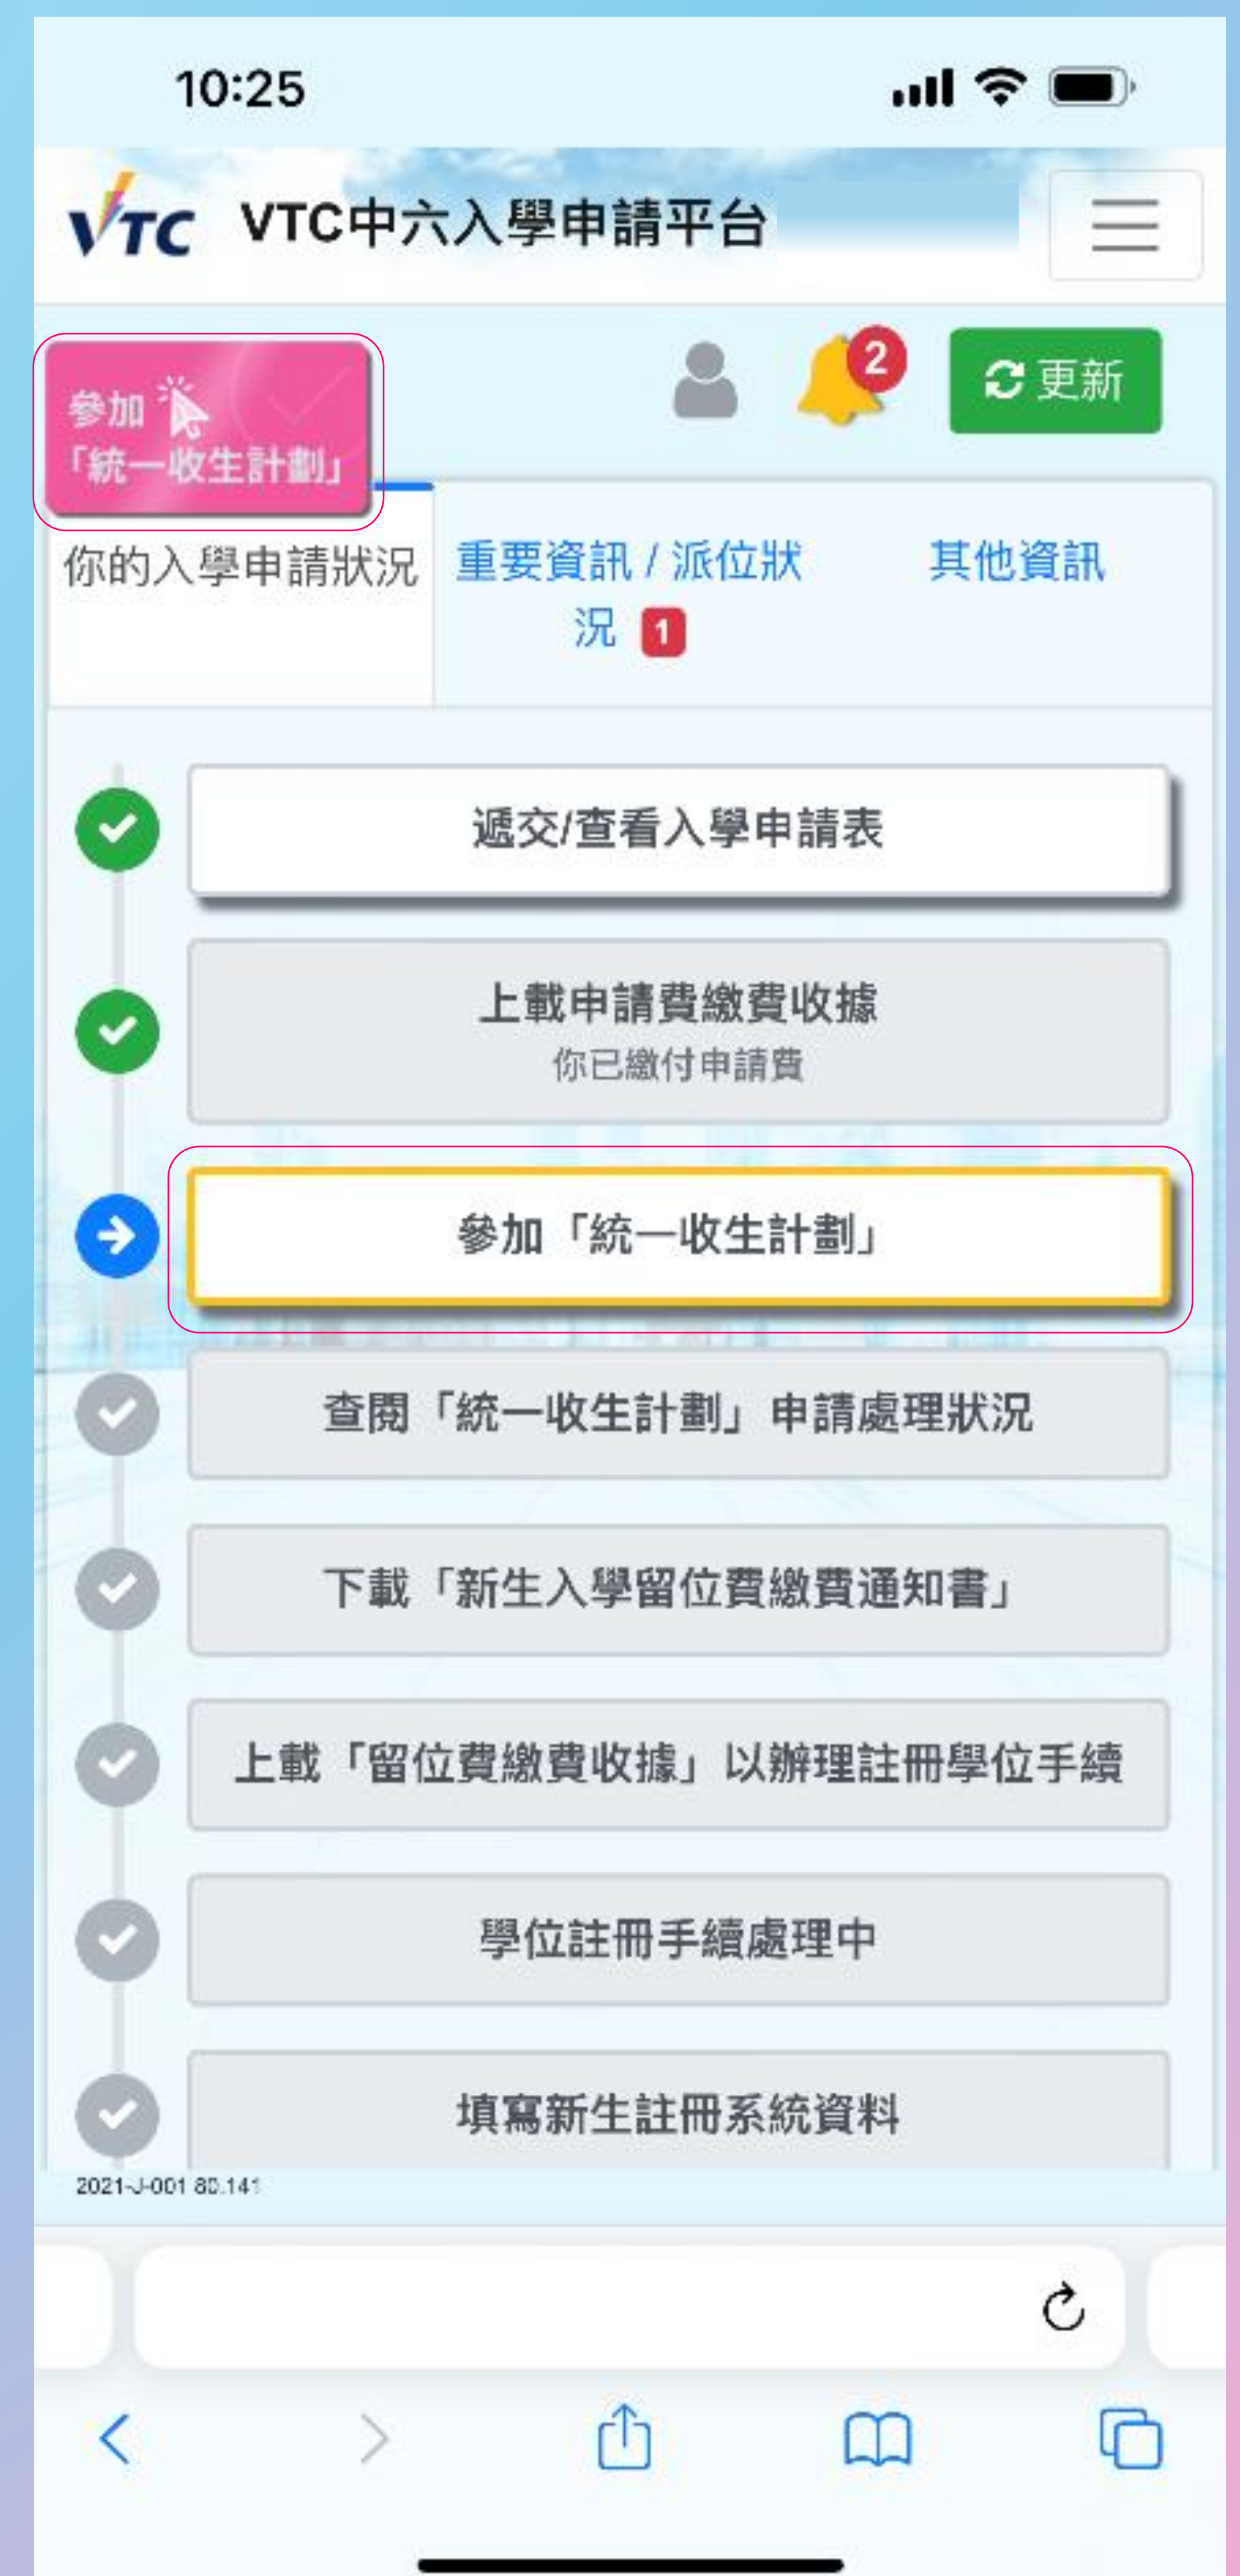 10:25
VTC VTC中六入學申請平台
參加
「統一收生計劃」
2
更新
你的入學申請狀況
重要資訊 / 派位狀
況 1
其他資訊
遞交/查看入學申請表
上載申請費繳費收據
你已繳付申請費
參加「統一收生計劃」
查閱「統一收生計劃」申請處理狀況
下載「新生入學留位費繳費通知書」
上載「留位費繳費收據」以辦理註冊學位手續
學位註冊手續處理中
填寫新生註冊系統資料
2021-J-001 80.141